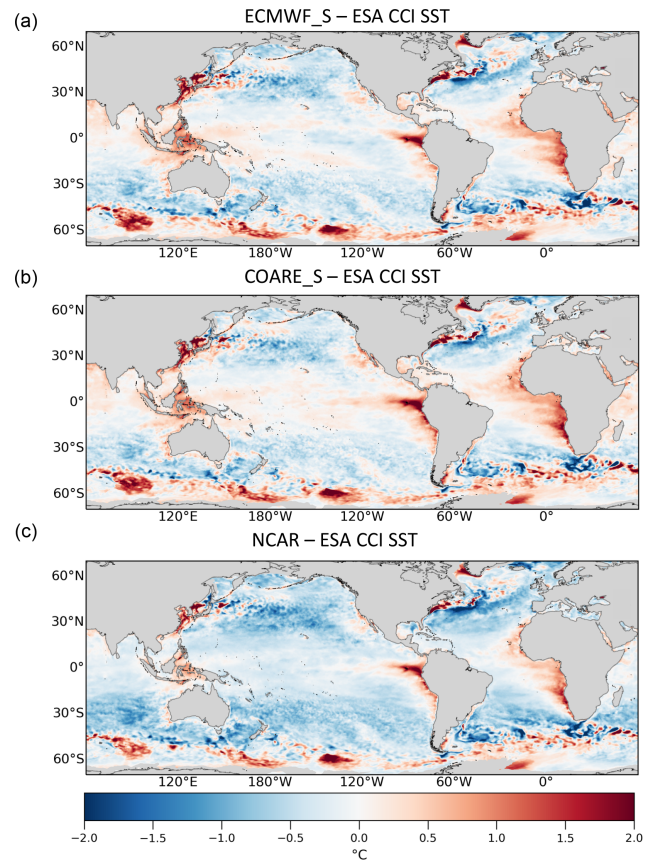 (a)
ECMWF_S – ESA CCI SST
60°N
30°N
0°
30°S
60°S
120°E 180° 120°W 60°W 0°
(b)
COARE_S – ESA CCI SST
60°N
30°N
0°
30°S
60°S
120°E 180° 120°W 60°W 0°
(c)
NCAR – ESA CCI SST
60°N
30°N
0°
30°S
60°S
120°E 180° 120°W 60°W 0°
−2.0 −1.5 −1.0 −0.5 0.0 0.5 1.0 1.5 2.0
°C